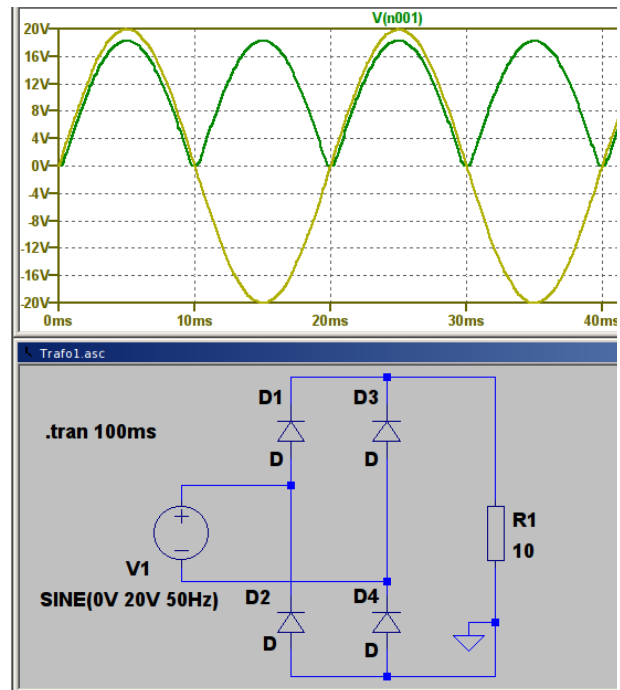 V(n001)
20V
16V
12V
8V
4V
0V
-4V
-8V
-12V
-16V
-20V
0ms 10ms 20ms 30ms 40ms
Trafo1.asc
D1 D3
.tran 100ms
D D
R1
10
V1
SINE(0V 20V 50Hz)
D2 D4
D D